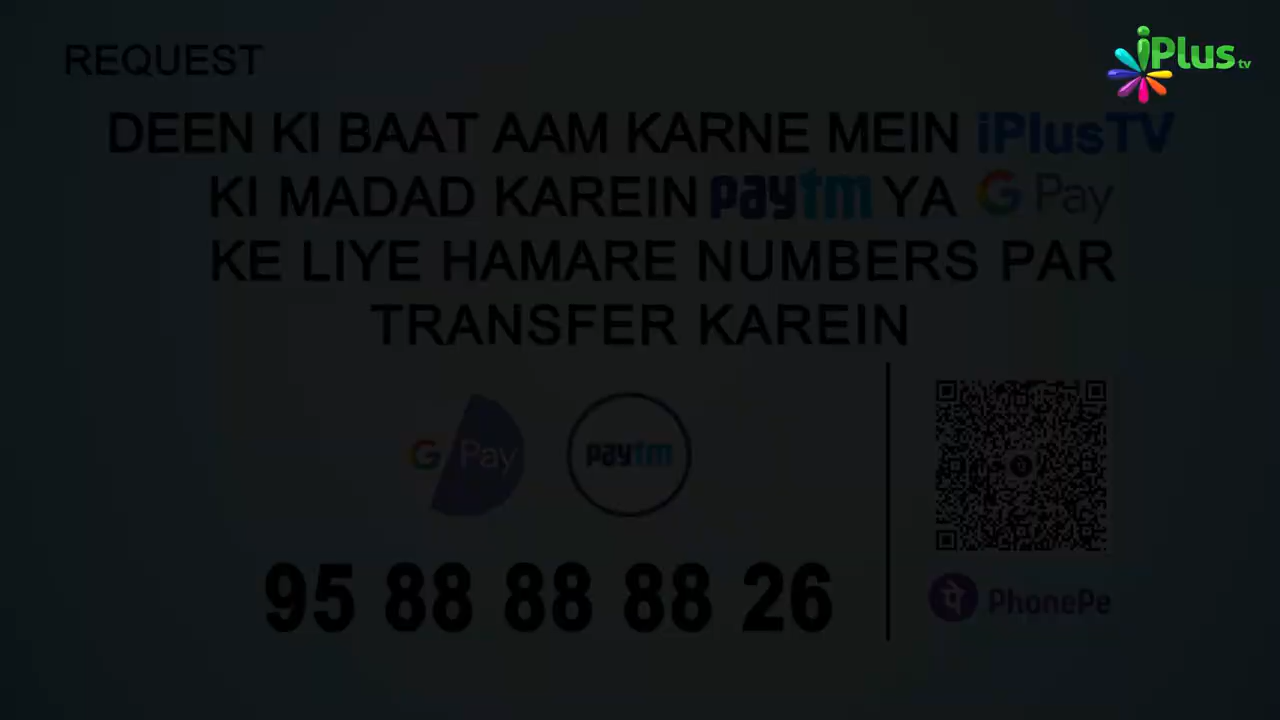 iPlus tv
REQUEST
DEEN KI BAAT AAM KARNE MEIN iPlusTV
KI MADAD KAREIN paytm YA G Pay
KE LIYE HAMARE NUMBERS PAR
TRANSFER KAREIN
G Pay paytm
95 88 88 88 26
पे PhonePe